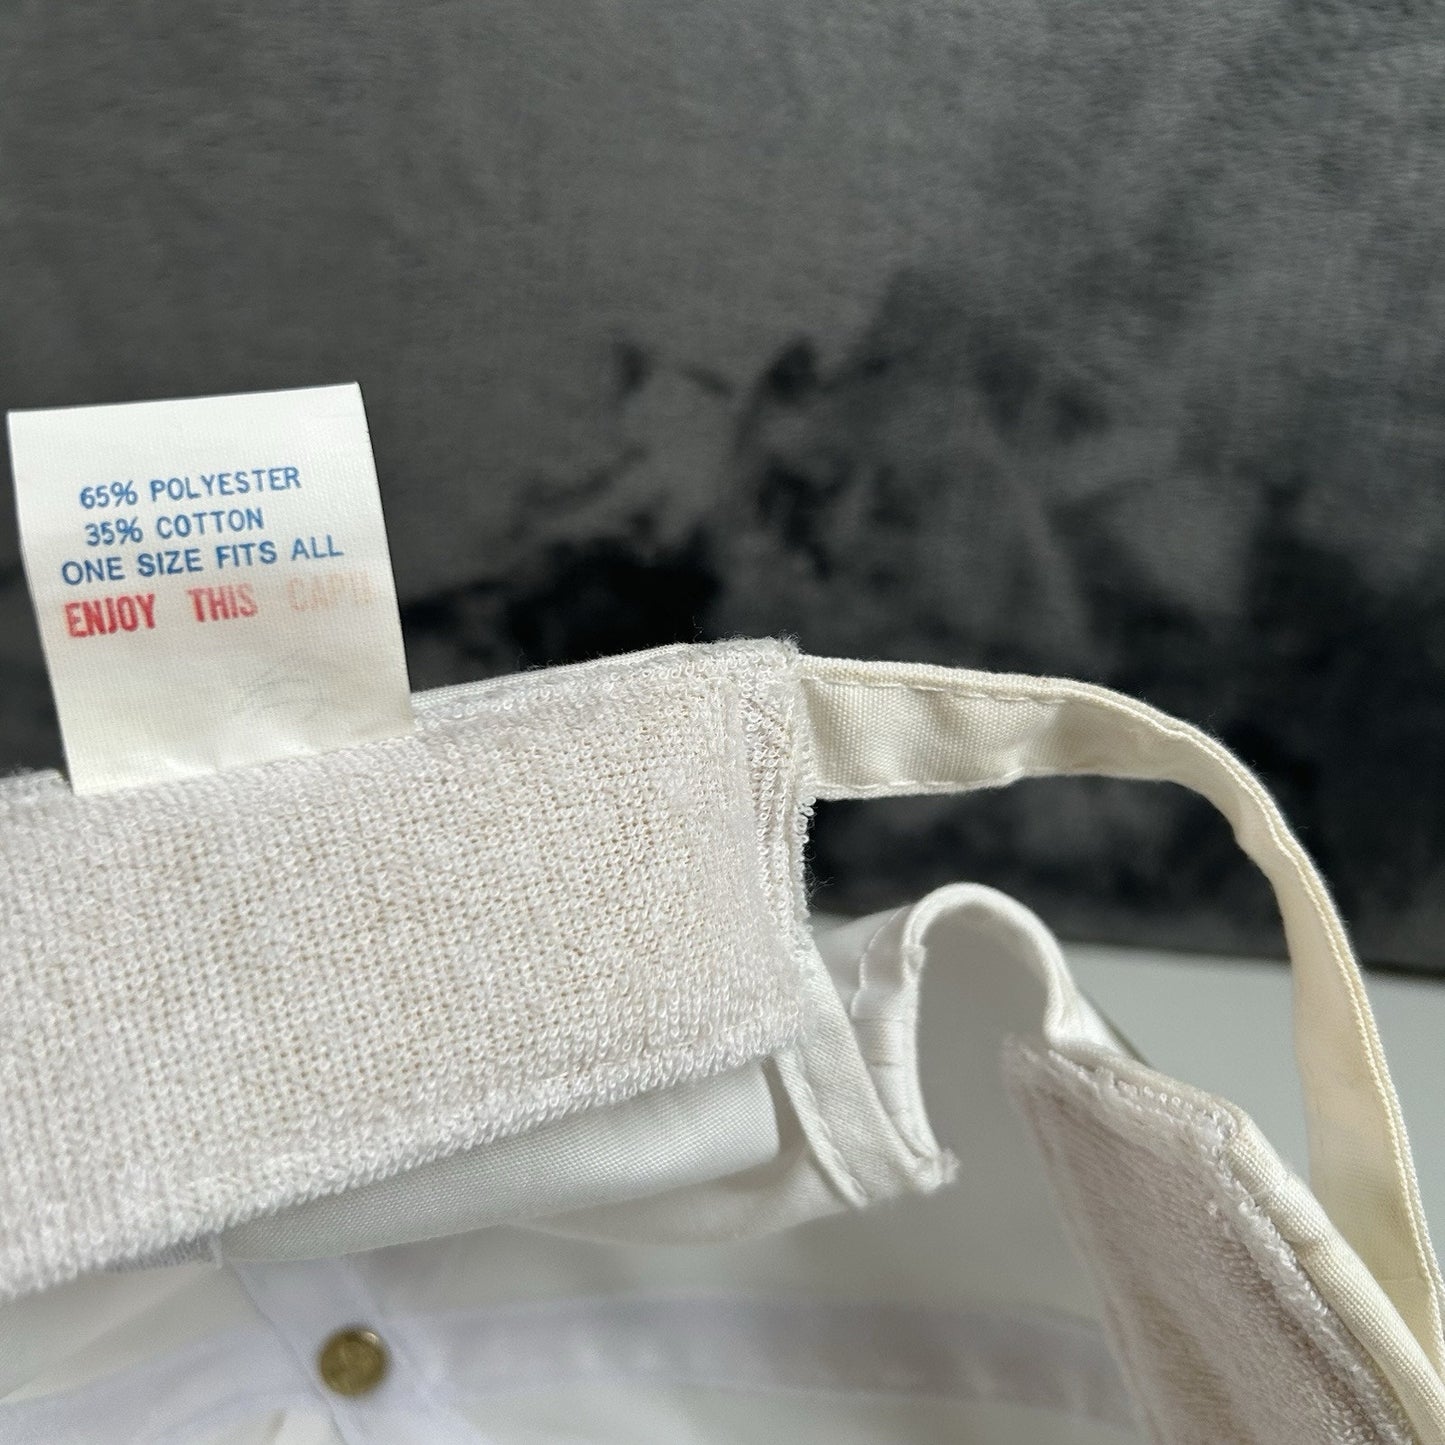 65% POLYESTER
35% COTTON
ONE SIZE FITS ALL
ENJOY THIS